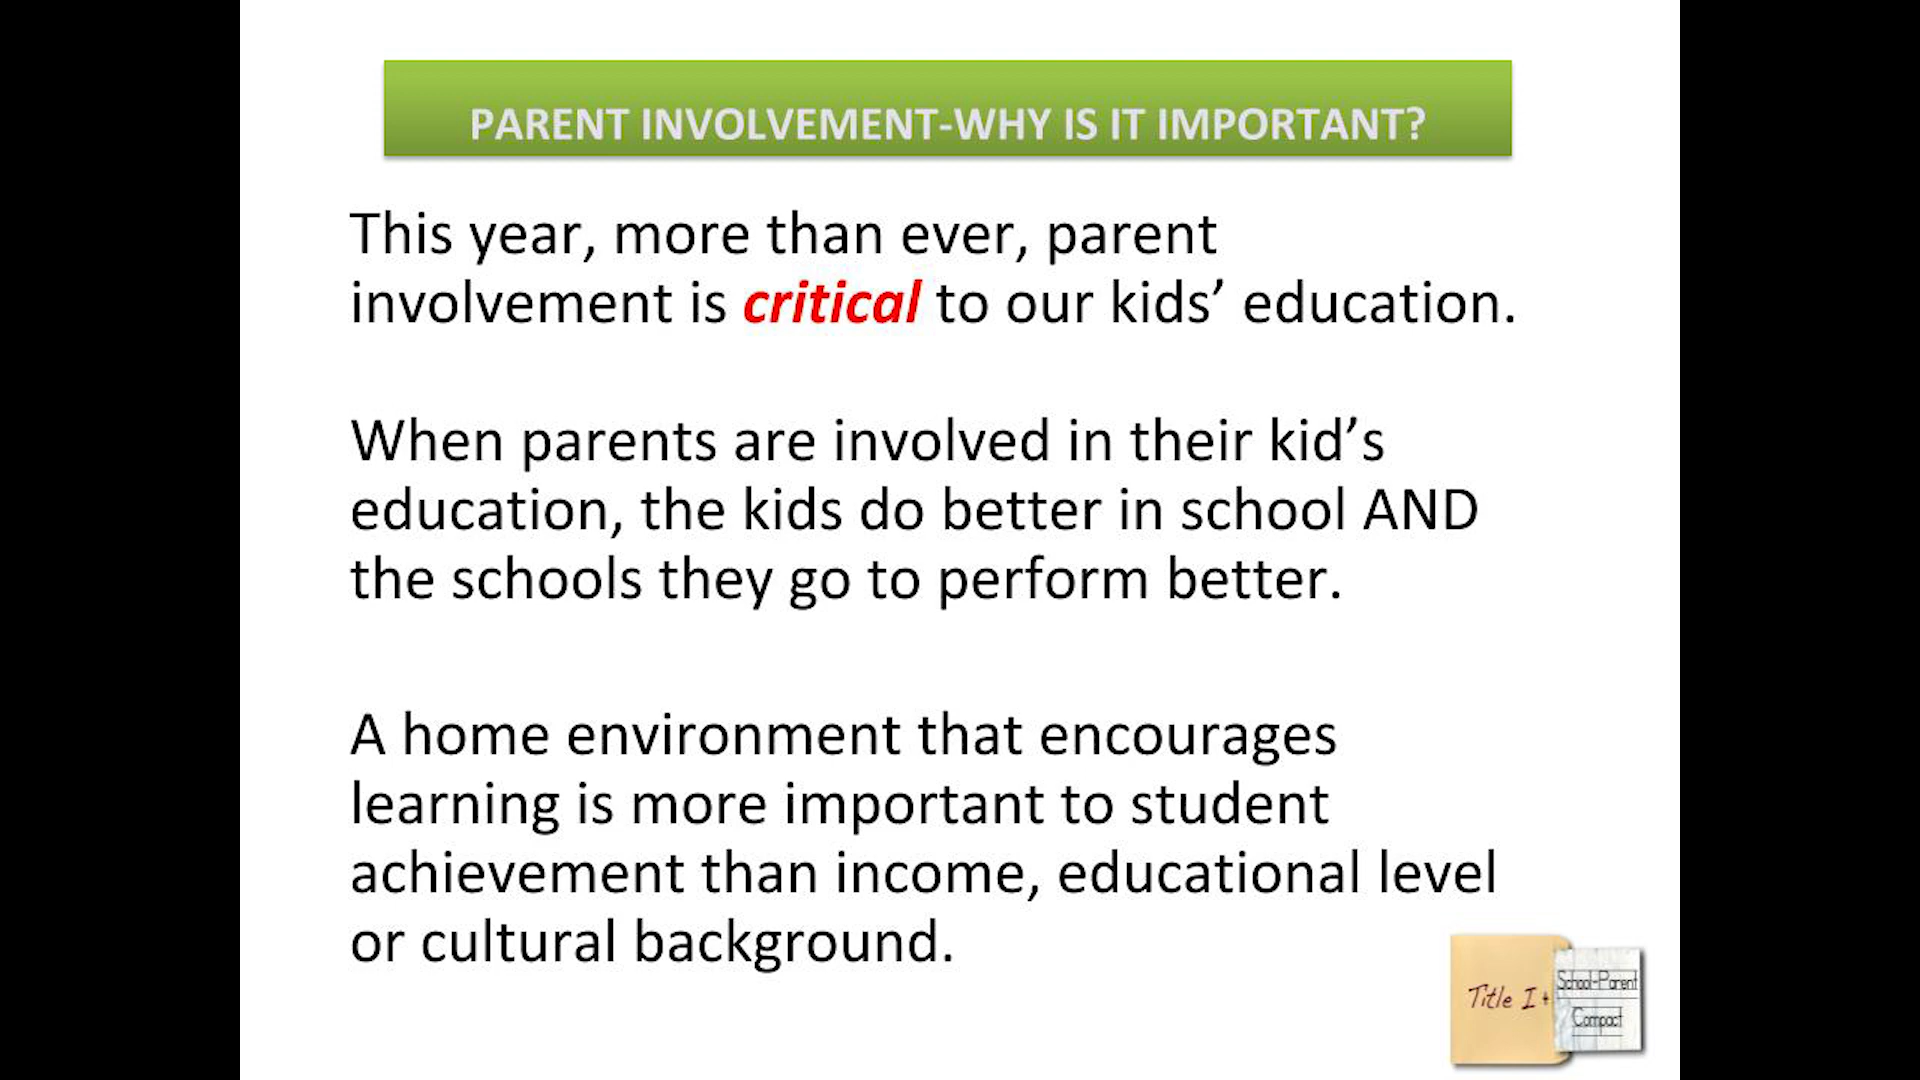 PARENT INVOLVEMENT-WHY IS IT IMPORTANT?
This year, more than ever, parent
involvement is critical to our kids’ education.
When parents are involved in their kid’s
education, the kids do better in school AND
the schools they go to perform better.
A home environment that encourages
learning is more important to student
achievement than income, educational level
or cultural background.
Title I +
School-Parent
Compact